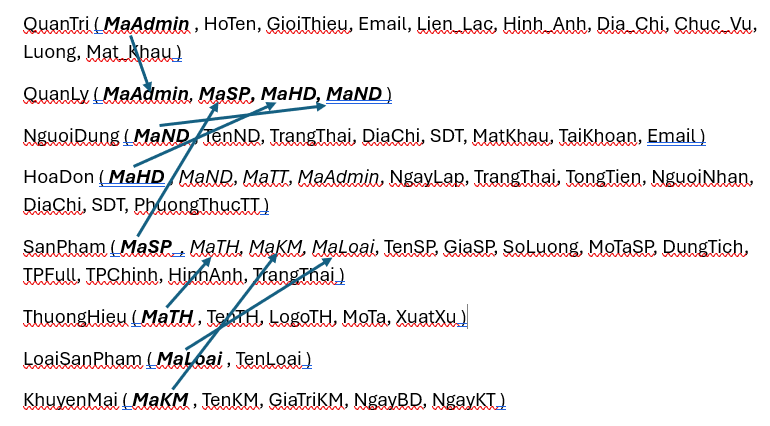 QuanTri ( MaAdmin , HoTen, GioiThieu, Email, Lien_Lac, Hinh_Anh, Dia_Chi, Chuc_Vu,
Luong, Mat_Khau )
QuanLy ( MaAdmin, MaSP, MaHD, MaND )
NguoiDung ( MaND , TenND, TrangThai, DiaChi, SDT, MatKhau, TaiKhoan, Email )
HoaDon ( MaHD , MaND, MaTT, MaAdmin, NgayLap, TrangThai, TongTien, NguoiNhan,
DiaChi, SDT, PhuongThucTT )
SanPham ( MaSP , MaTH, MaKM, MaLoai, TenSP, GiaSP, SoLuong, MoTaSP, DungTich,
TPFull, TPChinh, HinhAnh, TrangThai )
ThuongHieu ( MaTH , TenTH, LogoTH, MoTa, XuatXu )
LoaiSanPham ( MaLoai , TenLoai )
KhuyenMai ( MaKM , TenKM, GiaTriKM, NgayBD, NgayKT )